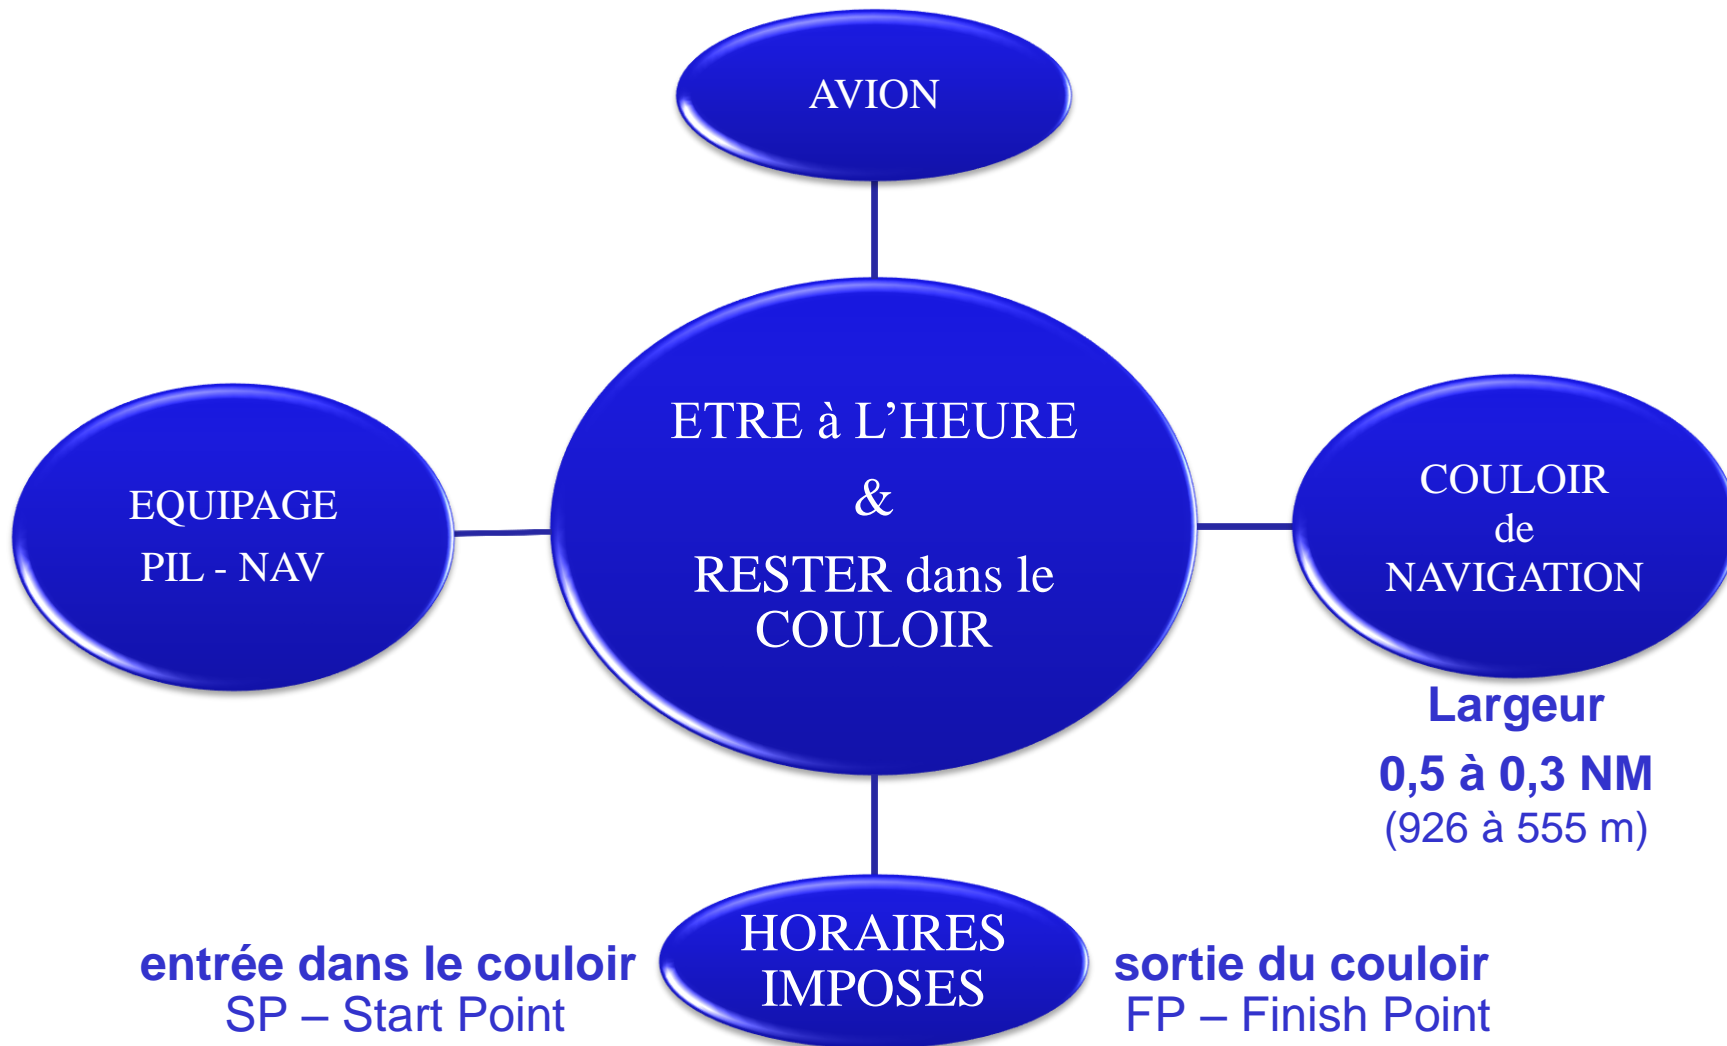 AVION
EQUIPAGE
PIL - NAV
ETRE à L’HEURE
&
RESTER dans le
COULOIR
COULOIR
de
NAVIGATION
Largeur
0,5 à 0,3 NM
(926 à 555 m)
entrée dans le couloir
SP – Start Point
HORAIRES
IMPOSES
sortie du couloir
FP – Finish Point